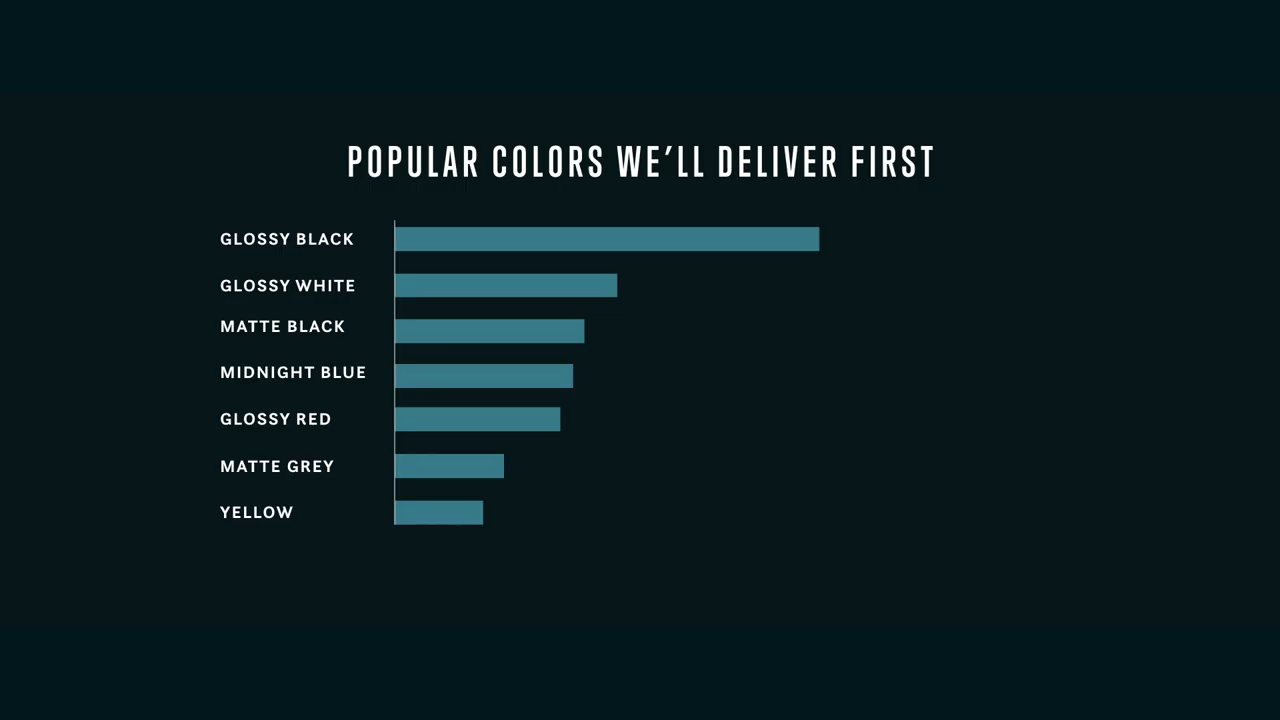 POPULAR COLORS WE’LL DELIVER FIRST
GLOSSY BLACK
GLOSSY WHITE
MATTE BLACK
MIDNIGHT BLUE
GLOSSY RED
MATTE GREY
YELLOW